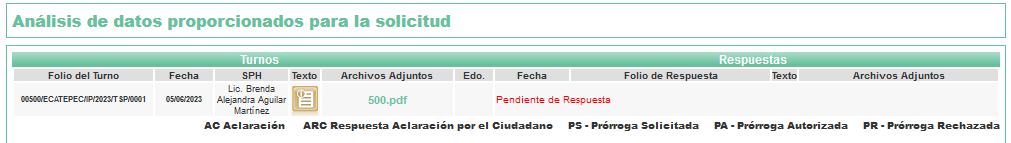 Análisis de datos proporcionados para la solicitud
Turnos Respuestas
Folio del Turno Fecha SPH Texto Archivos Adjuntos Edo. Fecha Folio de Respuesta Texto Archivos Adjuntos
00500/ECATEPEC/IP/2023/TSP/0001 05/06/2023 Lic. Brenda Alejandra Aguilar Martínez 500.pdf Pendiente de Respuesta
AC Aclaración ARC Respuesta Aclaración por el Ciudadano PS - Prórroga Solicitada PA - Prórroga Autorizada PR - Prórroga Rechazada